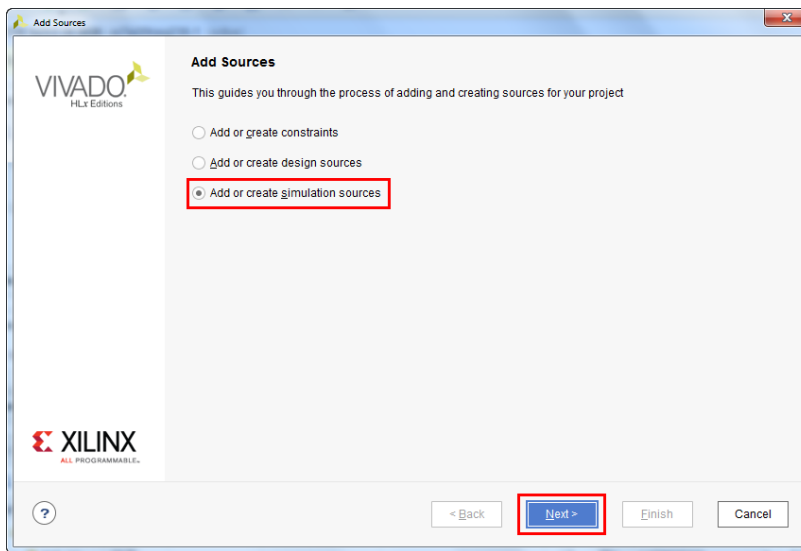 Add Sources
VIVADO.
HLx Editions
Add Sources
This guides you through the process of adding and creating sources for your project
Add or create constraints
Add or create design sources
Add or create simulation sources
XILINX
ALL PROGRAMMABLE.
?
< Back
Next >
Finish
Cancel